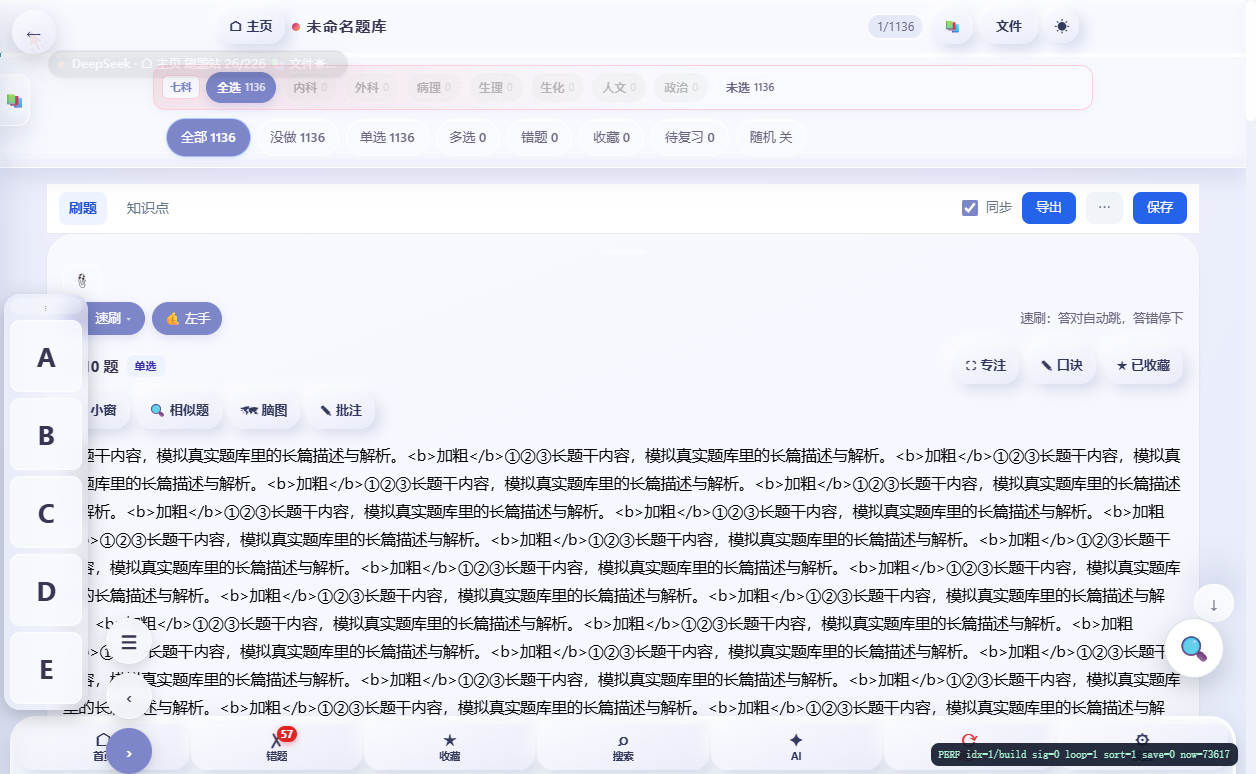 ←
主页 未命名题库 1/1136 文件
DeepSeek · 主页 刷题站 26/226 文件
七科 全选 1136 内科 0 外科 0 病理 0 生理 0 生化 0 人文 0 政治 0 未选 1136
全部 1136 没做 1136 单选 1136 多选 0 错题 0 收藏 0 待复习 0 随机 关
刷题 知识点 同步 导出 ··· 保存
速刷 左手 速刷：答对自动跳，答错停下
10 题 单选 专注 口诀 ★ 已收藏
小窗 相似题 脑图 批注
题干内容，模拟真实题库里的长篇描述与解析。<b>加粗</b>①②③长题干内容，模拟真实题库里的长篇描述与解析。<b>加粗</b>①②③长题干内容，模拟真
题库里的长篇描述与解析。<b>加粗</b>①②③长题干内容，模拟真实题库里的长篇描述与解析。<b>加粗</b>①②③长题干内容，模拟真实题库里的长篇描述
解析。<b>加粗</b>①②③长题干内容，模拟真实题库里的长篇描述与解析。<b>加粗</b>①②③长题干内容，模拟真实题库里的长篇描述与解析。<b>加粗
>①②③长题干内容，模拟真实题库里的长篇描述与解析。<b>加粗</b>①②③长题干内容，模拟真实题库里的长篇描述与解析。<b>加粗</b>①②③长题干
，模拟真实题库里的长篇描述与解析。<b>加粗</b>①②③长题干内容，模拟真实题库里的长篇描述与解析。<b>加粗</b>①②③长题干内容，模拟真实题库
的长篇描述与解析。<b>加粗</b>①②③长题干内容，模拟真实题库里的长篇描述与解析。<b>加粗</b>①②③长题干内容，模拟真实题库里的长篇描述与解
<b>加粗</b>①②③长题干内容，模拟真实题库里的长篇描述与解析。<b>加粗</b>①②③长题干内容，模拟真实题库里的长篇描述与解析。<b>加粗
长题干内容，模拟真实题库里的长篇描述与解析。<b>加粗</b>①②③长题干内容，模拟真实题库里的长篇描述与解析。<b>加粗</b>①②③长题干
，模拟真实题库里的长篇描述与解析。<b>加粗</b>①②③长题干内容，模拟真实题库里的长篇描述与解析。<b>加粗</b>①②③长题干内容，模拟真实题库
的长篇描述与解析。<b>加粗</b>①②③长题干内容，模拟真实题库里的长篇描述与解析。<b>加粗</b>①②③长题干内容，模拟真实题库里的长篇描述与解
A
B
C
D
E
‹
›
↓
首 57 错题 收藏 搜索 AI
PERF idx=1/build sig=0 loop=1 sort=1 save=0 now=73617